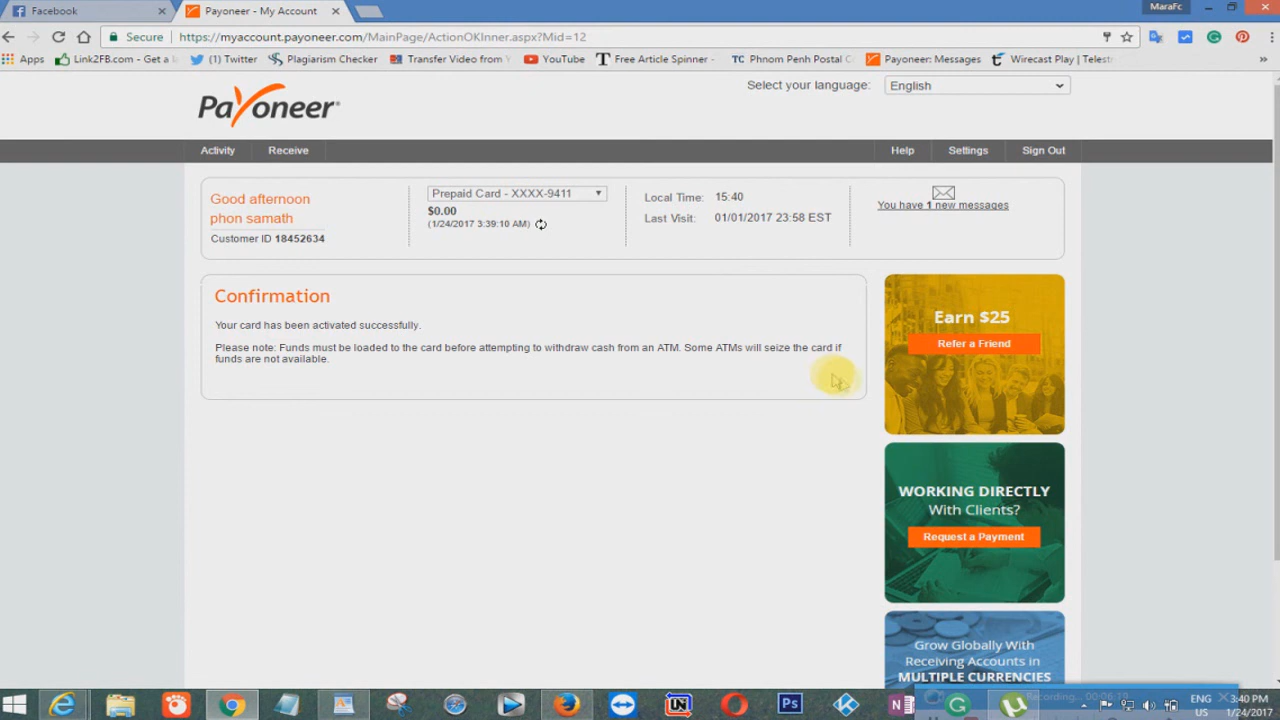 Facebook
Payoneer - My Account
MaraFc
Secure
https://myaccount.payoneer.com/MainPage/ActionOKInner.aspx?Mid=12
Apps
Link2FB.com - Get a l
(1) Twitter
Plagiarism Checker
Transfer Video from Y
YouTube
Free Article Spinner -
TC Phnom Penh Postal C
Payoneer: Messages
Wirecast Play | Telest
»
Select your language:
English
Payoneer
Activity
Receive
Help
Settings
Sign Out
Good afternoon
phon samath
Customer ID 18452634
Prepaid Card - XXXX-9411
$0.00
(1/24/2017 3:39:10 AM)
Local Time: 15:40
Last Visit: 01/01/2017 23:58 EST
You have 1 new messages
Confirmation
Your card has been activated successfully.
Please note: Funds must be loaded to the card before attempting to withdraw cash from an ATM. Some ATMs will seize the card if
funds are not available.
Earn $25
Refer a Friend
WORKING DIRECTLY
With Clients?
Request a Payment
Grow Globally With
Receiving Accounts in
MULTIPLE CURRENCIES
Recording... 00:06:19
ENG
US
3:40 PM
1/24/2017